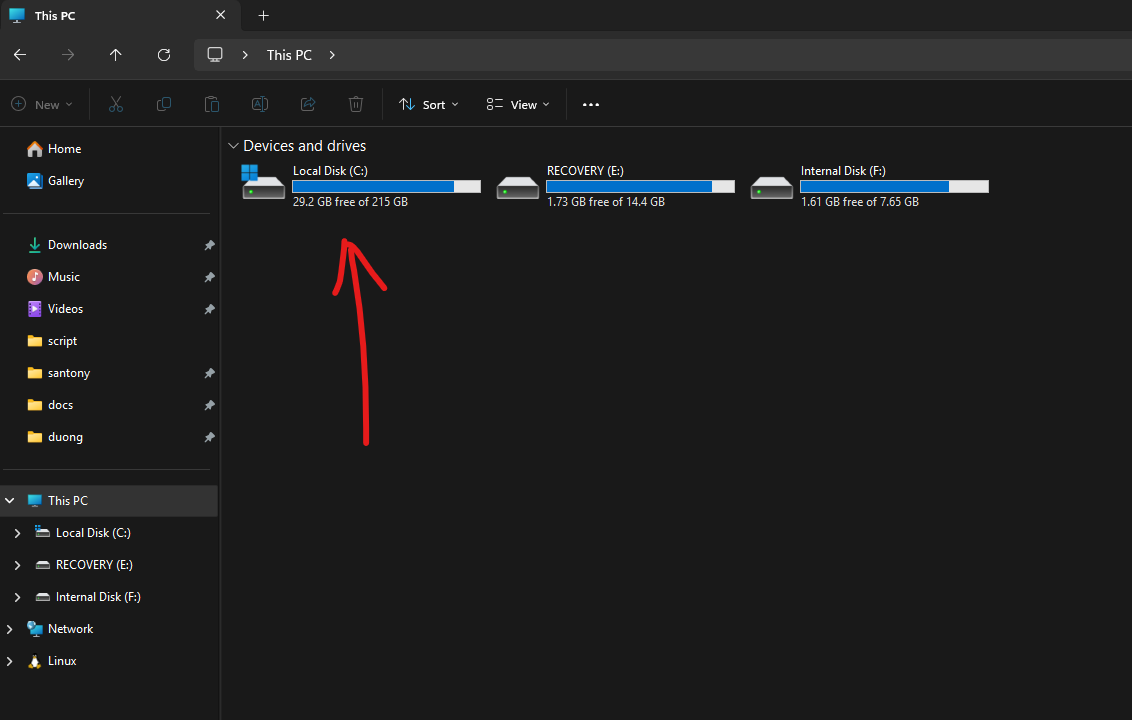 This PC
This PC
New
Sort
View
Home
Gallery
Downloads
Music
Videos
script
santony
docs
duong
This PC
Local Disk (C:)
RECOVERY (E:)
Internal Disk (F:)
Network
Linux
Devices and drives
Local Disk (C:)
29.2 GB free of 215 GB
RECOVERY (E:)
1.73 GB free of 14.4 GB
Internal Disk (F:)
1.61 GB free of 7.65 GB